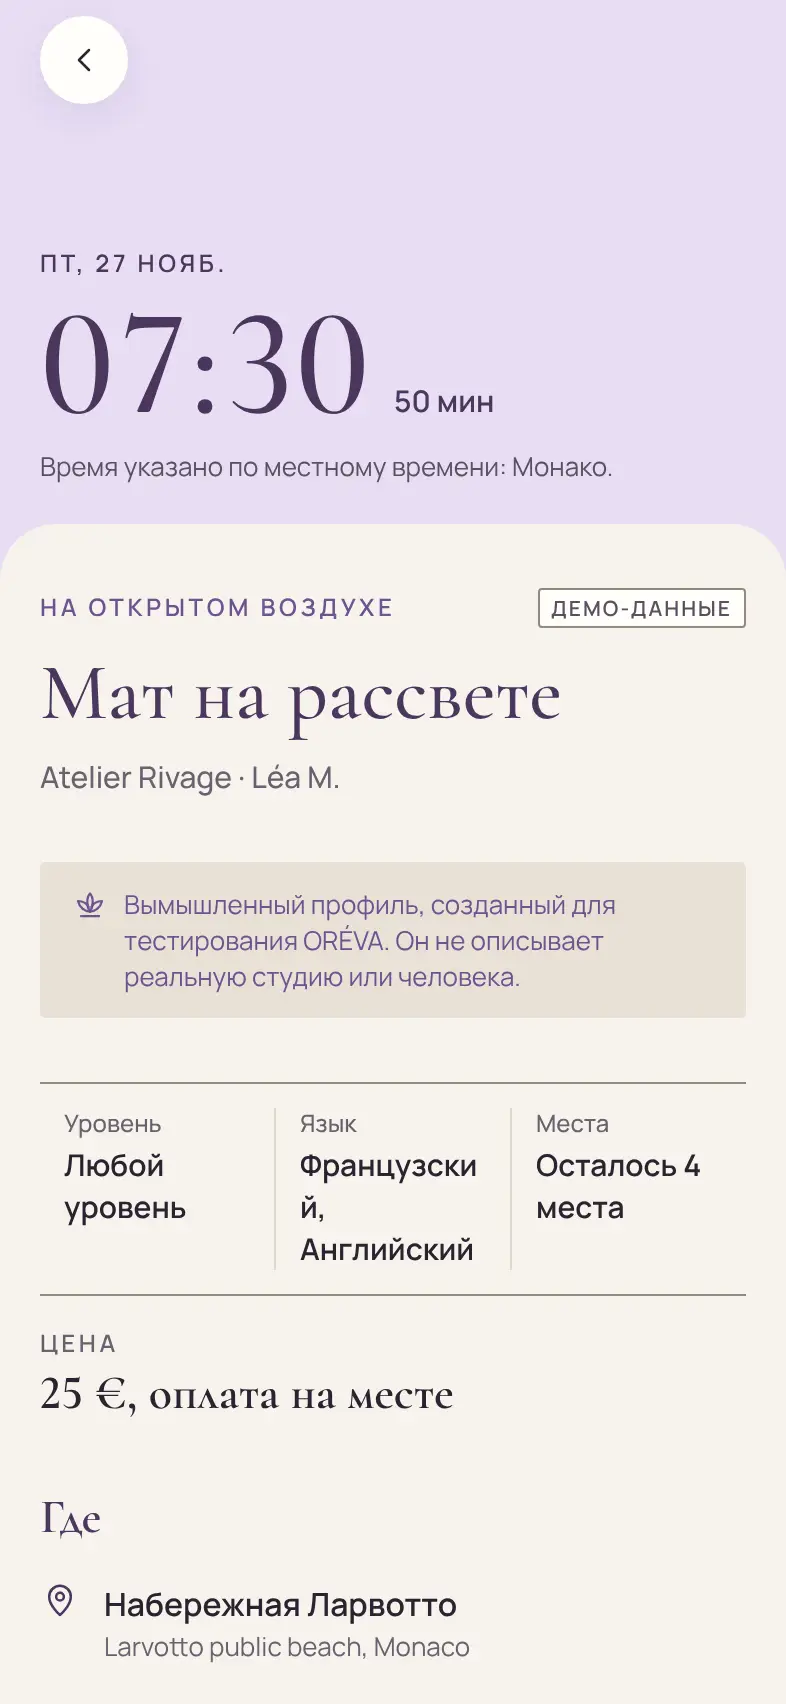 ПТ, 27 НОЯБ.
07:30 50 мин
Время указано по местному времени: Монако.
НА ОТКРЫТОМ ВОЗДУХЕ
ДЕМО-ДАННЫЕ
Мат на рассвете
Atelier Rivage · Léa M.
Вымышленный профиль, созданный для
тестирования ORÉVA. Он не описывает
реальную студию или человека.
Уровень
Любой
уровень
Язык
Французски
й,
Английский
Места
Осталось 4
места
ЦЕНА
25 €, оплата на месте
Где
Набережная Ларвотто
Larvotto public beach, Monaco